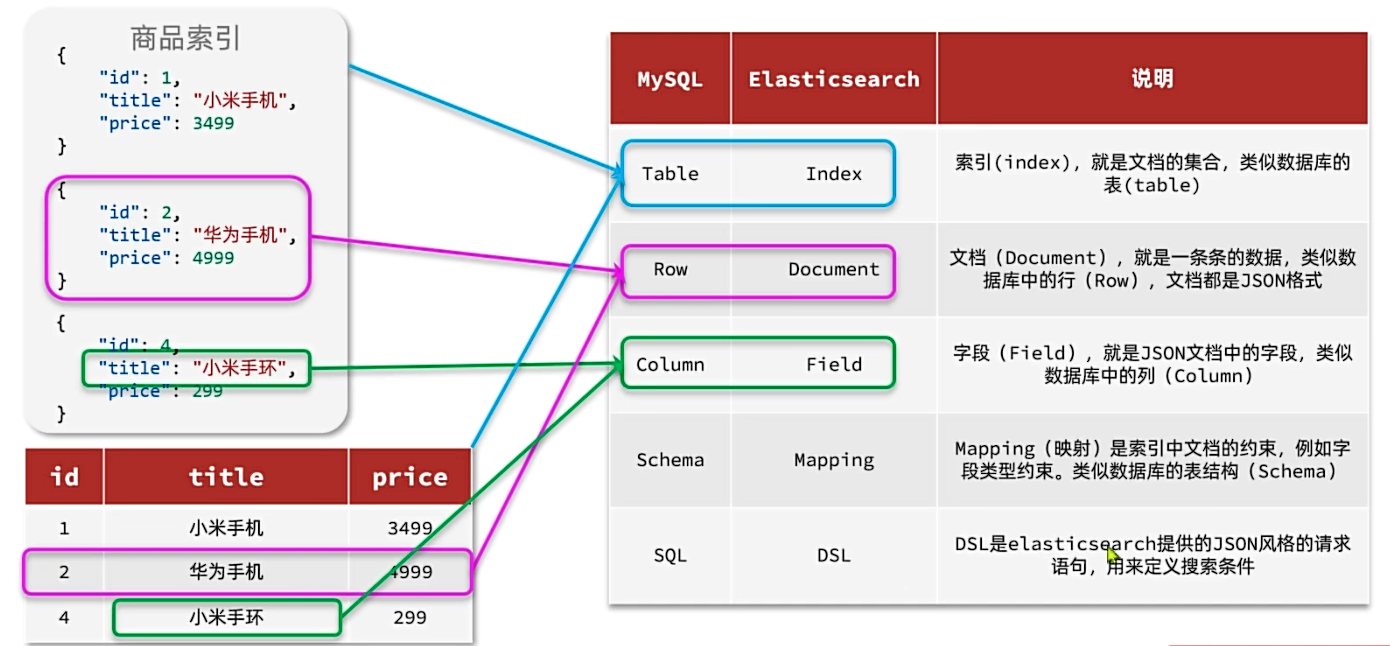 商品索引
{
"id": 1,
"title": "小米手机",
"price": 3499
}
{
"id": 2,
"title": "华为手机",
"price": 4999
}
{
"id": 4,
"title": "小米手环",
"price": 299
}
id title price
1 小米手机 3499
2 华为手机 4999
4 小米手环 299
MySQL Elasticsearch 说明
Table Index 索引(index)，就是文档的集合，类似数据库的
表(table)
Row Document 文档（Document），就是一条条的数据，类似数
据库中的行（Row），文档都是JSON格式
Column Field 字段（Field），就是JSON文档中的字段，类似
数据库中的列（Column）
Schema Mapping Mapping（映射）是索引中文档的约束，例如字
段类型约束。类似数据库的表结构（Schema）
SQL DSL DSL是elasticsearch提供的JSON风格的请求
语句，用来定义搜索条件